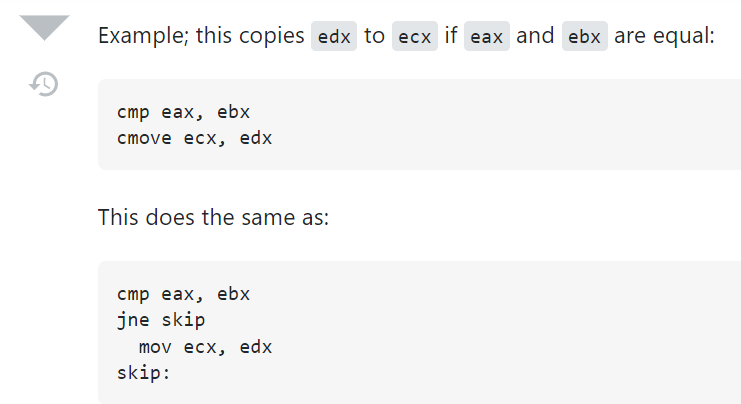 Example; this copies edx to ecx if eax and ebx are equal:
cmp eax, ebx
cmove ecx, edx
This does the same as:
cmp eax, ebx
jne skip
  mov ecx, edx
skip: